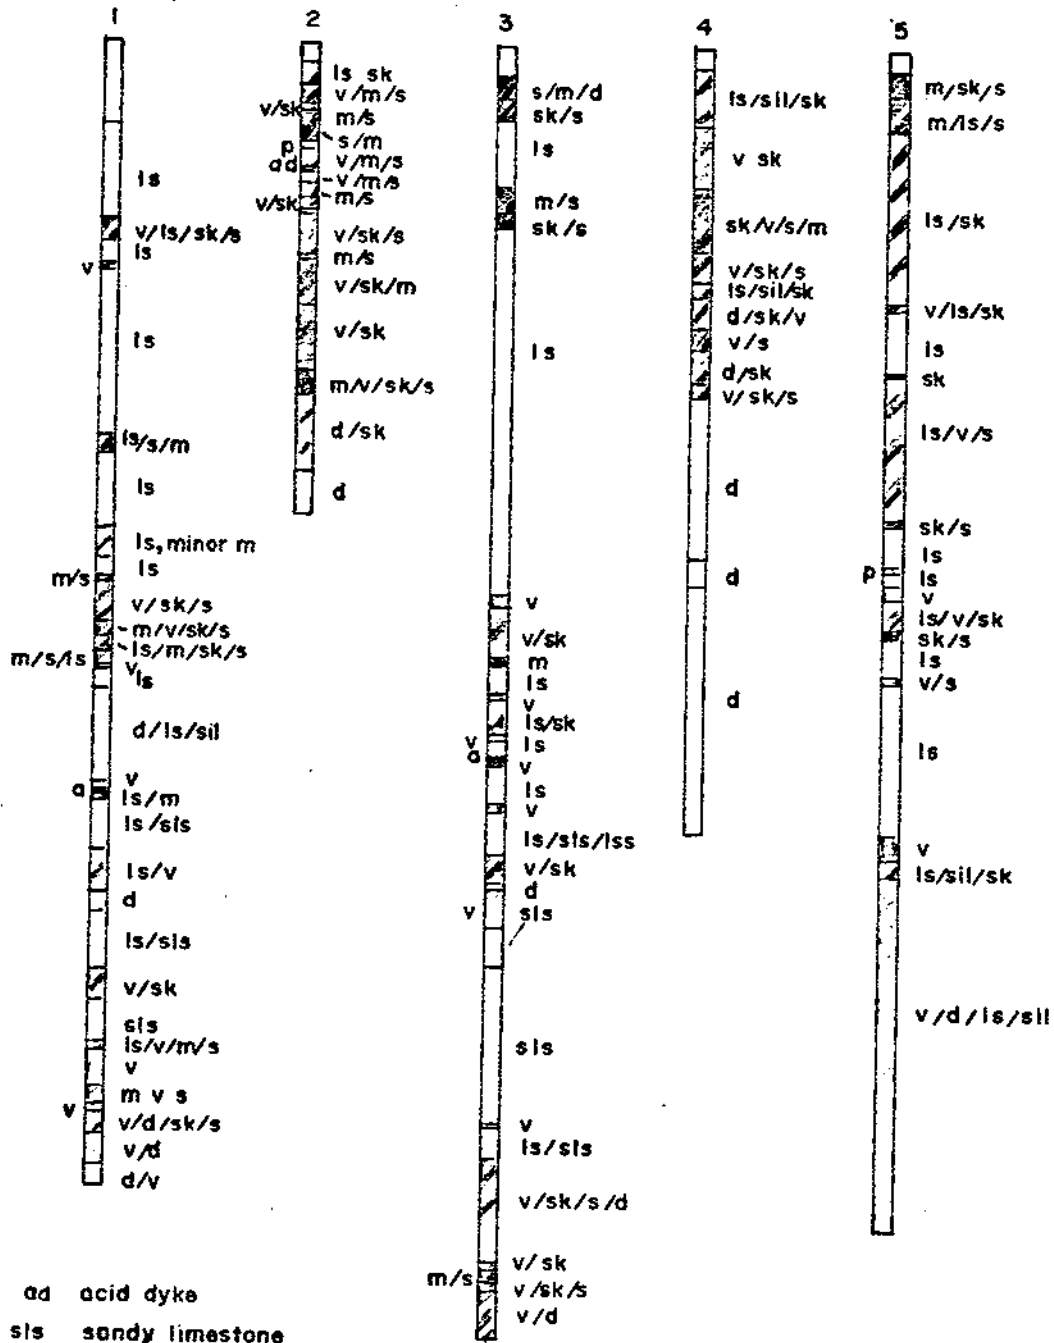 1
ls
v/ls/sk/s
ls
v
ls
ls/s/m
ls
ls, minor m
ls
m/s
v/sk/s
m/v/sk/s
ls/m/sk/s
m/s/ls
v
ls
d/ls/sil
v
a
ls/m
ls/sls
ls/v
d
ls/sls
v/sk
sls
ls/v/m/s
v
m v s
v
v/d/sk/s
v/d
d/v
2
ls sk
v/m/s
v/sk
m/s
s/m
p
ad
v/m/s
v/m/s
m/s
v/sk
v/sk/s
m/s
v/sk/m
v/sk
m/v/sk/s
d/sk
d
3
s/m/d
sk/s
ls
m/s
sk/s
ls
v
v/sk
m
ls
v
ls/sk
v
ls
a
v
ls
v
ls/sls/lss
v/sk
d
v
sls
sls
v
ls/sls
v/sk/s/d
v/sk
m/s
v/sk/s
v/d
4
ls/sil/sk
v sk
sk/v/s/m
v/sk/s
ls/sil/sk
d/sk/v
v/s
d/sk
v/sk/s
d
d
d
5
m/sk/s
m/ls/s
ls/sk
v/ls/sk
ls
sk
ls/v/s
sk/s
ls
p
ls
v
ls/v/sk
sk/s
ls
v/s
ls
v
ls/sil/sk
v/d/ls/sil
ad acid dyke
sls sandy limestone